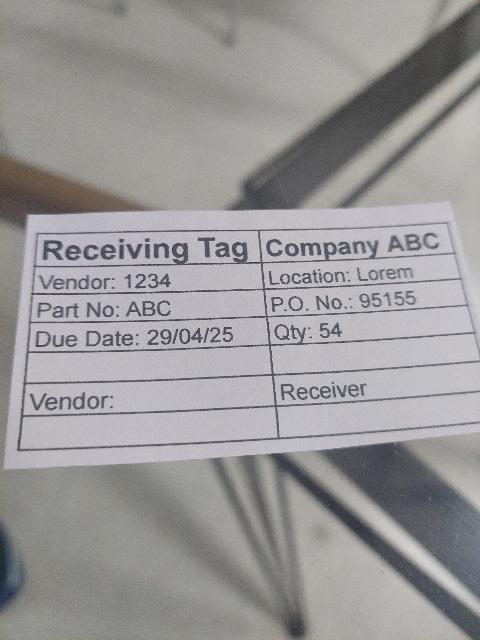 Receiving Tag Company ABC
Vendor: 1234 Location: Lorem
Part No: ABC P.O. No.: 95155
Due Date: 29/04/25 Qty: 54
Vendor: Receiver